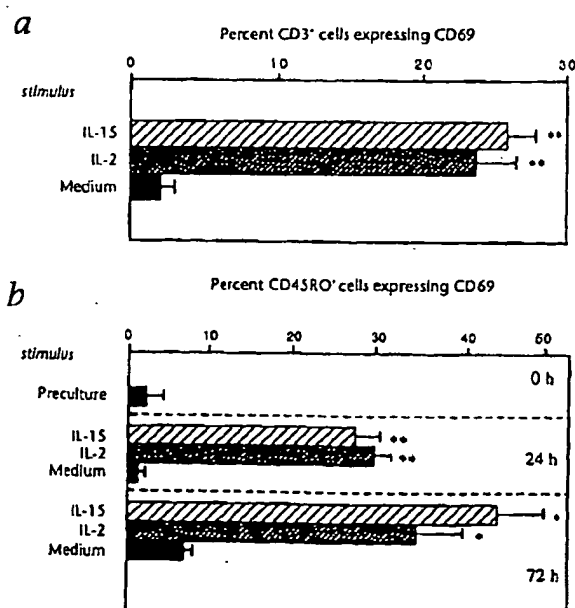 a
Percent CD3⁺ cells expressing CD69
0 10 20 30
stimulus
IL-15 **
IL-2 **
Medium
b
Percent CD45RO⁺ cells expressing CD69
0 10 20 30 40 50
stimulus
0 h
Preculture
IL-15 **
IL-2 **
24 h
Medium
IL-15 *
IL-2 *
Medium
72 h